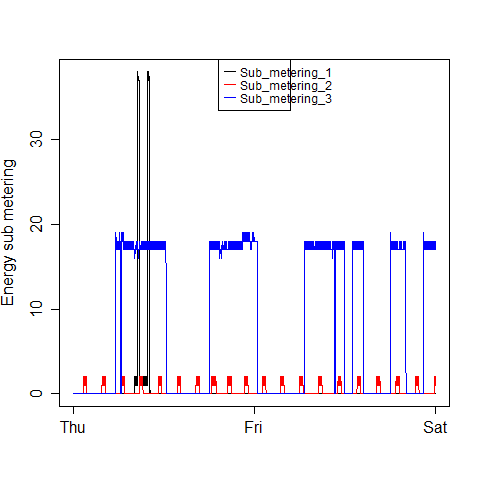 Sub_metering_1
Sub_metering_2
Sub_metering_3
Energy sub metering
30
20
10
0
Thu Fri Sat